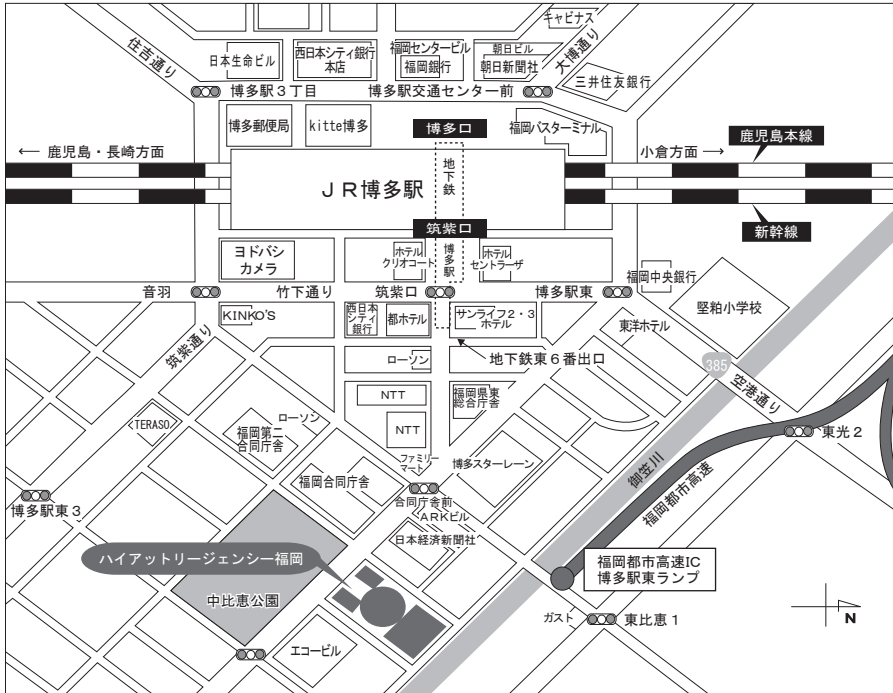 キャビナス
住吉通り
日本生命ビル
西日本シティ銀行
本店
福岡センタービル
福岡銀行
朝日ビル
朝日新聞社
大博通り
三井住友銀行
博多駅３丁目
博多駅交通センター前
博多郵便局
kitte博多
博多口
福岡バスターミナル
← 鹿児島・長崎方面
小倉方面 →
鹿児島本線
地下鉄
ＪＲ博多駅
筑紫口
新幹線
ヨドバシ
カメラ
ホテル
クリオコート
博多駅
ホテル
セントラーザ
福岡中央銀行
音羽
竹下通り
筑紫口
博多駅東
堅粕小学校
KINKO'S
西日本
シティ
銀行
都ホテル
サンライフ２・３
ホテル
東洋ホテル
筑紫通り
ローソン
地下鉄東６番出口
385
空港通り
NTT
福岡県東
総合庁舎
TERASO
ローソン
福岡第二
合同庁舎
NTT
東光２
ファミリー
マート
博多スターレーン
御笠川
福岡都市高速
福岡合同庁舎
博多駅東３
合同庁舎前
ARKビル
日本経済新聞社
ハイアットリージェンシー福岡
福岡都市高速IC
博多駅東ランプ
中比恵公園
ガスト
東比恵１
N
エコービル